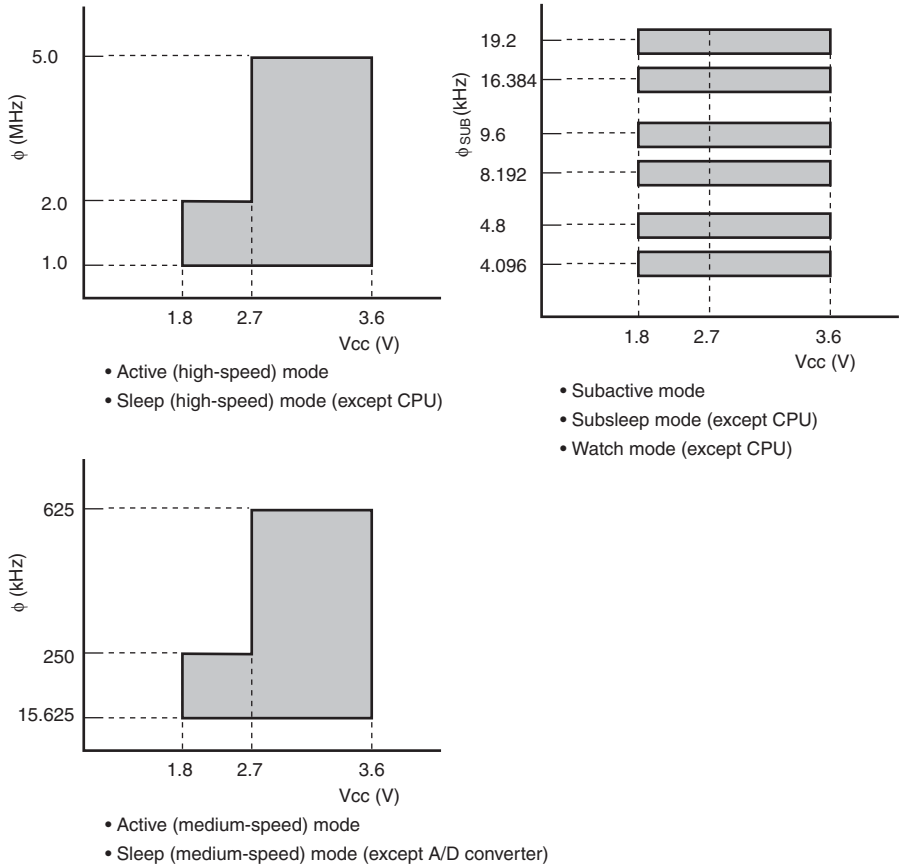 φ (MHz)
5.0
2.0
1.0
1.8 2.7 3.6
Vcc (V)
• Active (high-speed) mode
• Sleep (high-speed) mode (except CPU)
φ SUB (kHz)
19.2
16.384
9.6
8.192
4.8
4.096
1.8 2.7 3.6
Vcc (V)
• Subactive mode
• Subsleep mode (except CPU)
• Watch mode (except CPU)
φ (kHz)
625
250
15.625
1.8 2.7 3.6
Vcc (V)
• Active (medium-speed) mode
• Sleep (medium-speed) mode (except A/D converter)